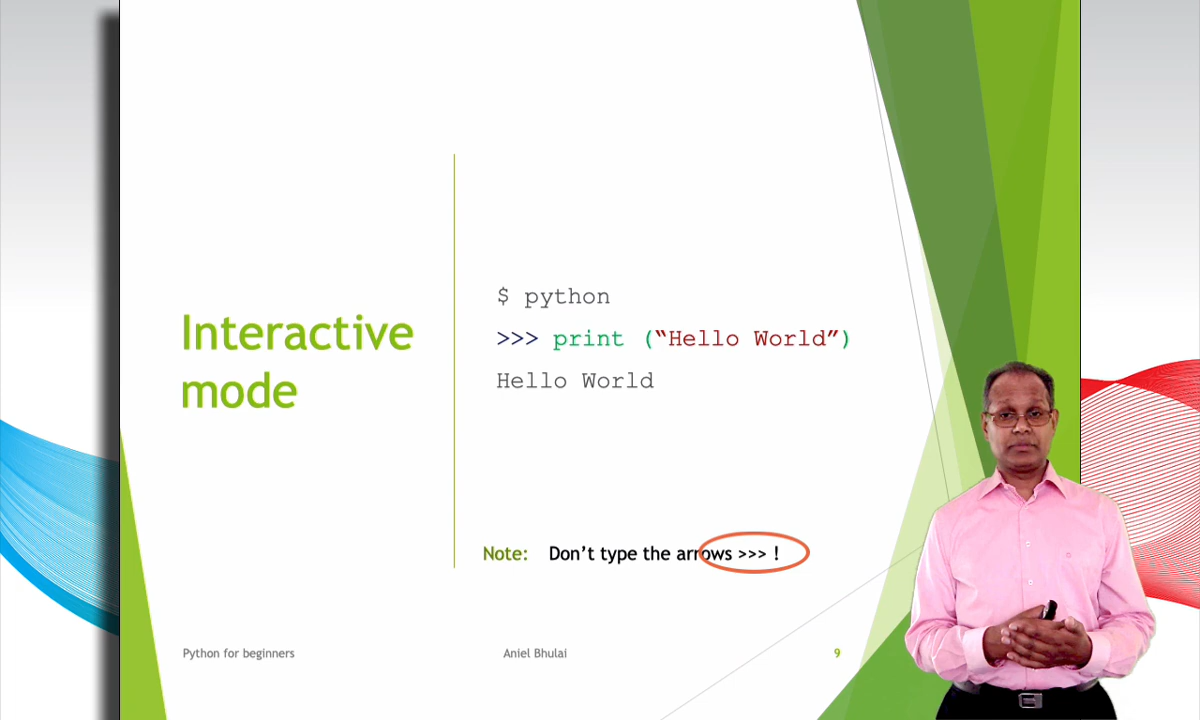 Interactive
mode
$ python
>>> print (“Hello World”)
Hello World
Note: Don’t type the arrows >>> !
Python for beginners
Aniel Bhulai
9